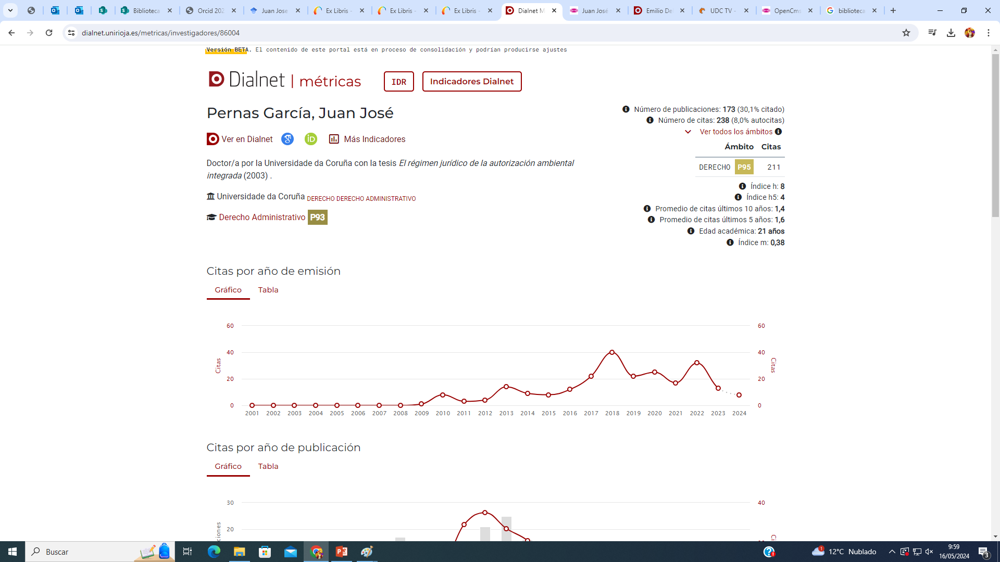 Biblioteca
Orcid 202
Juan Jose
Ex Libris -
Ex Libris -
Ex Libris -
Dialnet M
Juan José
Emilio De
UDC TV -
OpenCms
biblioteca
dialnet.unirioja.es/metricas/investigadores/86004
Versión BETA. El contenido de este portal está en proceso de consolidación y podrían producirse ajustes
Dialnet | métricas
IDR
Indicadores Dialnet
Pernas García, Juan José
Ver en Dialnet
Más Indicadores
Doctor/a por la Universidade da Coruña con la tesis El régimen jurídico de la autorización ambiental
integrada (2003) .
Universidade da Coruña DERECHO DERECHO ADMINISTRATIVO
Derecho Administrativo P93
Número de publicaciones: 173 (30,1% citado)
Número de citas: 238 (8,0% autocitas)
Ver todos los ámbitos
Ámbito Citas
DERECHO P95 211
Índice h: 8
Índice h5: 4
Promedio de citas últimos 10 años: 1,4
Promedio de citas últimos 5 años: 1,6
Edad académica: 21 años
Índice m: 0,38
Citas por año de emisión
Gráfico Tabla
60 60
40 40
Citas Citas
20 20
0 0
2001 2002 2003 2004 2005 2006 2007 2008 2009 2010 2011 2012 2013 2014 2015 2016 2017 2018 2019 2020 2021 2022 2023 2024
Citas por año de publicación
Gráfico Tabla
30 40
20
Buscar
12°C Nublado
9:59
16/05/2024
3